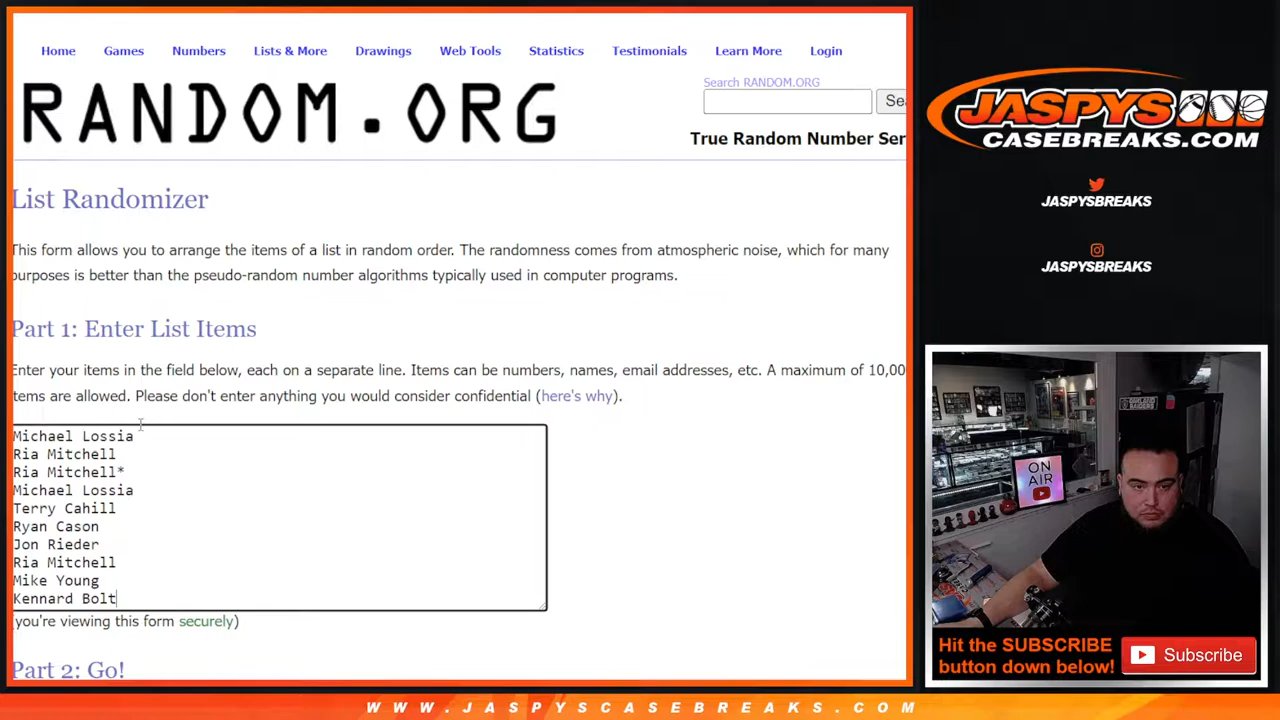 Home Games Numbers Lists & More Drawings Web Tools Statistics Testimonials Learn More Login
Search RANDOM.ORG
RANDOM.ORG
True Random Number Ser
List Randomizer
This form allows you to arrange the items of a list in random order. The randomness comes from atmospheric noise, which for many
purposes is better than the pseudo-random number algorithms typically used in computer programs.
Part 1: Enter List Items
Enter your items in the field below, each on a separate line. Items can be numbers, names, email addresses, etc. A maximum of 10,00
items are allowed. Please don't enter anything you would consider confidential (here's why).
Michael Lossia
Ria Mitchell
Ria Mitchell*
Michael Lossia
Terry Cahill
Ryan Cason
Jon Rieder
Ria Mitchell
Mike Young
Kennard Bolt
(you're viewing this form securely)
Part 2: Go!
JASPYS
CASEBREAKS.COM
JASPYSBREAKS
JASPYSBREAKS
ON
AIR
OAKLAND
RAIDERS
Hit the SUBSCRIBE
button down below!
Subscribe
WWW.JASPYSCASEBREAKS.COM